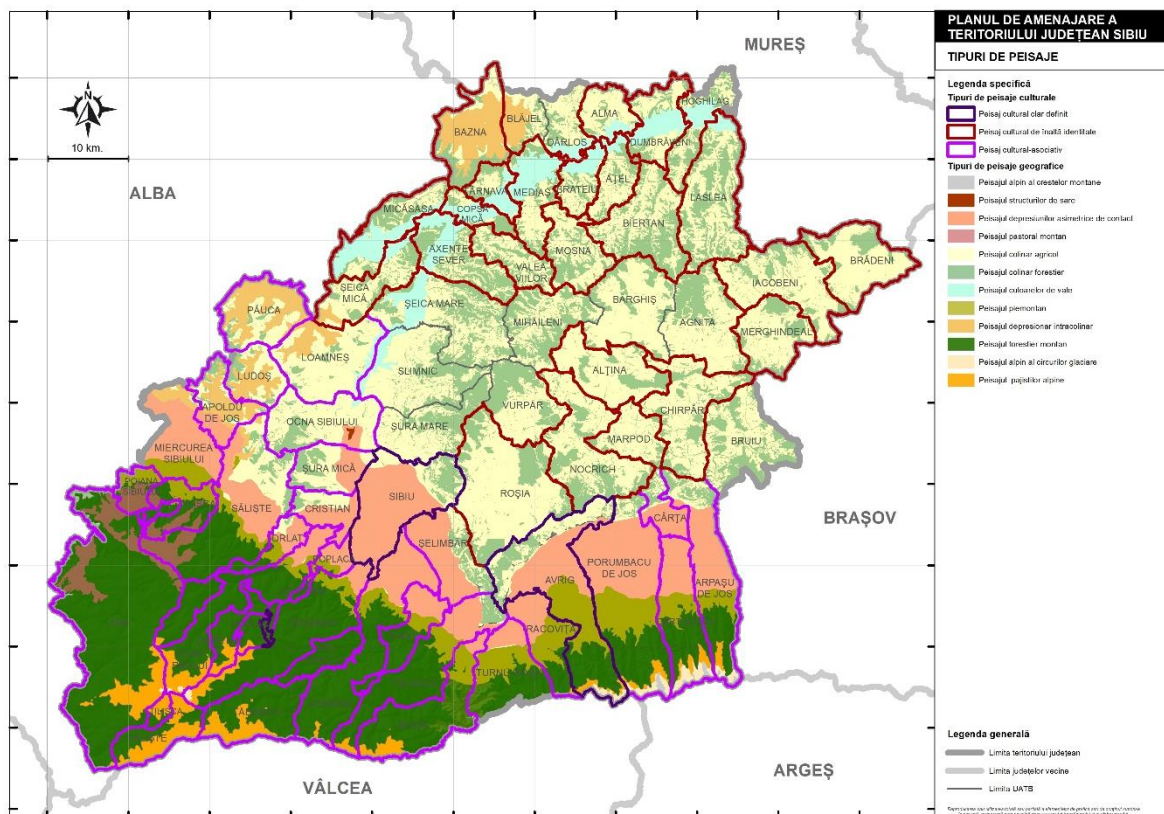 PLANUL DE AMENAJARE A
TERITORIULUI JUDEȚEAN SIBIU
TIPURI DE PEISAJE
Legenda specifică
Tipuri de peisaje culturale
Peisaj cultural clar definit
Peisaj cultural de înaltă identitate
Peisaj cultural-asociativ
Tipuri de peisaje geografice
Peisajul alpin al crestelor montane
Peisajul structurilor de sare
Peisajul depresiunilor asimetrice de contact
Peisajul pastoral montan
Peisajul colinar agricol
Peisajul colinar forestier
Peisajul culoarelor de vale
Peisajul piemontan
Peisajul depresionar intracolinar
Peisajul forestier montan
Peisajul alpin al circurilor glaciare
Peisajul pajistilor alpine
Legenda generală
Limita teritoriului județean
Limita județelor vecine
Limita UATB
N
10 km.
MUREȘ
ALBA
BRAȘOV
ARGEȘ
VÂLCEA
HOGHILAG
ALMA
BLĂJEL
BAZNA
DÂRLOS
DUMBRĂVENI
AȚEL
BRATEIU
MEDIAȘ
TÂRNAVA
LASLEA
MICĂSASA
COPȘA
MICĂ
BIERTAN
MOȘNA
AXENTE
SEVER
VALEA
VIILOR
BRĂDENI
IACOBENI
ȘEICA
MICĂ
ȘEICA MARE
BÂRGHIȘ
PĂUCA
MIHĂILENI
AGNITA
MERGHINDEAL
LOAMNEȘ
SLIMNIC
LUDOȘ
ALȚINA
VURPĂR
CHIRPĂR
APOLDU
DE JOS
OCNA SIBIULUI
ȘURA MARE
MARPOD
BRUIU
MIERCUREA
SIBIULUI
ȘURA MICĂ
NOCRICH
POIANA
SIBIULUI
SIBIU
ROȘIA
SĂLIȘTE
CRISTIAN
CÂRȚA
ORLAT
ȘELIMBĂR
POPLACA
PORUMBACU
DE JOS
AVRIG
ARPAȘU
DE JOS
RACOVIȚA